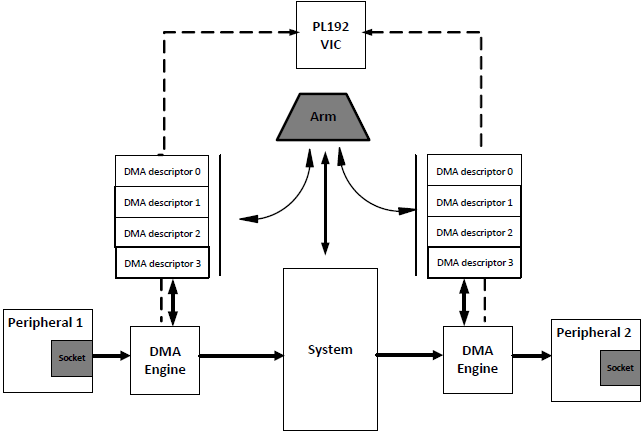 PL192
VIC
Arm
DMA descriptor 0
DMA descriptor 1
DMA descriptor 2
DMA descriptor 3
DMA descriptor 0
DMA descriptor 1
DMA descriptor 2
DMA descriptor 3
Peripheral 1
Socket
DMA
Engine
System
DMA
Engine
Peripheral 2
Socket